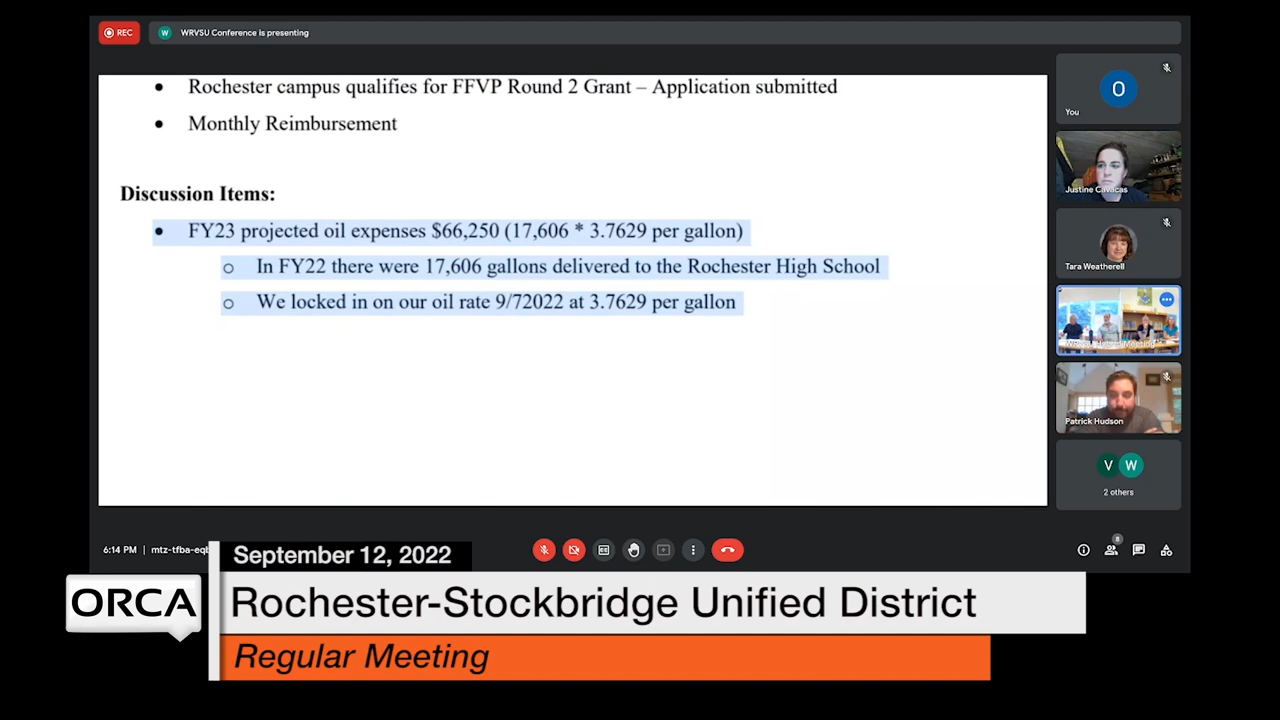 REC
W
WRVSU Conference is presenting
• Rochester campus qualifies for FFVP Round 2 Grant – Application submitted
• Monthly Reimbursement
Discussion Items:
• FY23 projected oil expenses $66,250 (17,606 * 3.7629 per gallon)
o In FY22 there were 17,606 gallons delivered to the Rochester High School
o We locked in on our oil rate 9/72022 at 3.7629 per gallon
O
You
Justine Cavacas
Tara Weatherell
Meeting
Patrick Hudson
V W
2 others
6:14 PM | mtz-tfba-eqb
8
September 12, 2022
ORCA
Rochester-Stockbridge Unified District
Regular Meeting